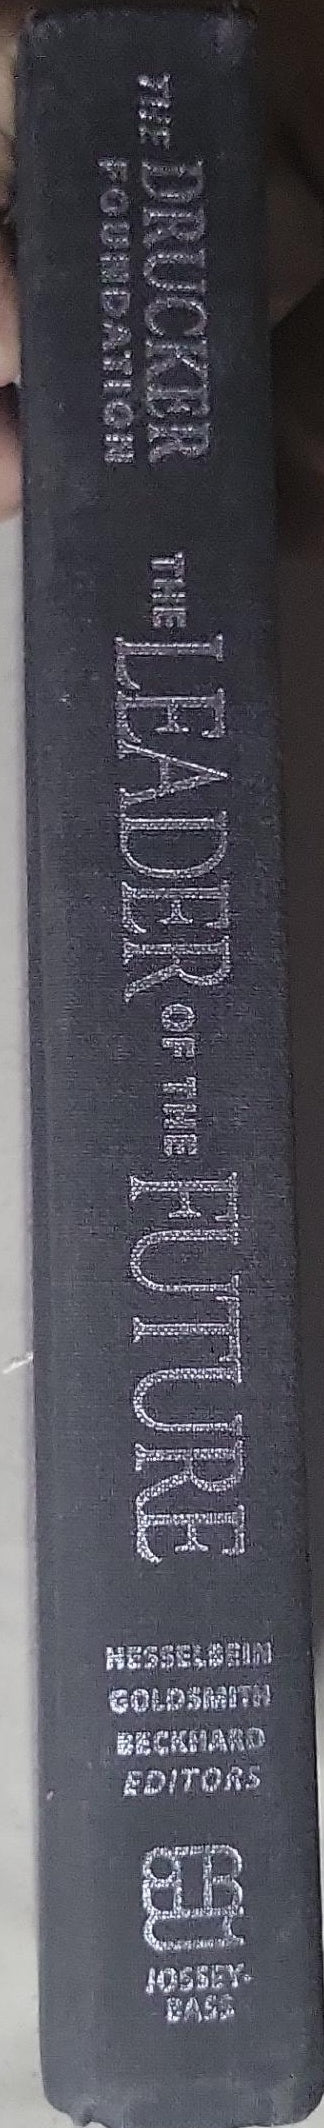 THE DRUCKER
FOUNDATION
THE LEADER OF THE FUTURE
HESSELBEIN
GOLDSMITH
BECKHARD
EDITORS
JOSSEY-
BASS